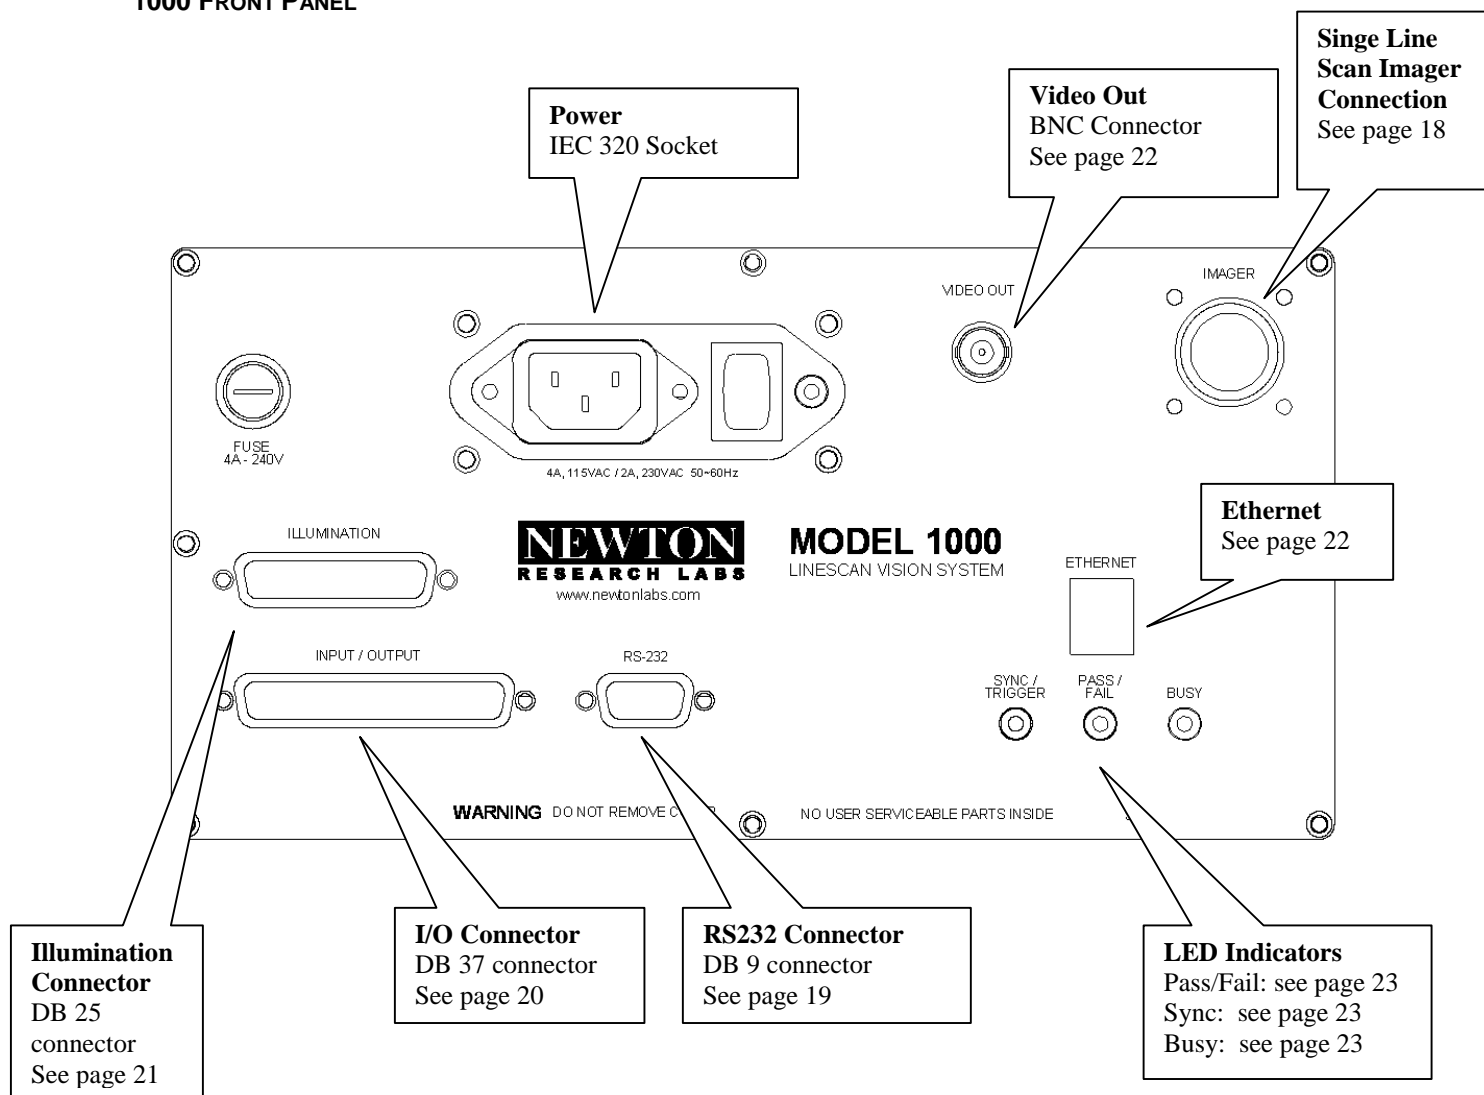 1000 FRONT PANEL
Singe Line
Scan Imager
Connection
See page 18
Video Out
BNC Connector
See page 22
Power
IEC 320 Socket
IMAGER
VIDEO OUT
FUSE
4A - 240V
4A, 115VAC / 2A, 230VAC 50~60Hz
Ethernet
See page 22
ILLUMINATION
NEWTON
RESEARCH LABS
www.newtonlabs.com
MODEL 1000
LINESCAN VISION SYSTEM
ETHERNET
INPUT / OUTPUT
RS-232
SYNC /
TRIGGER
PASS /
FAIL
BUSY
WARNING DO NOT REMOVE
NO USER SERVICEABLE PARTS INSIDE
Illumination
Connector
DB 25
connector
See page 21
I/O Connector
DB 37 connector
See page 20
RS232 Connector
DB 9 connector
See page 19
LED Indicators
Pass/Fail: see page 23
Sync: see page 23
Busy: see page 23